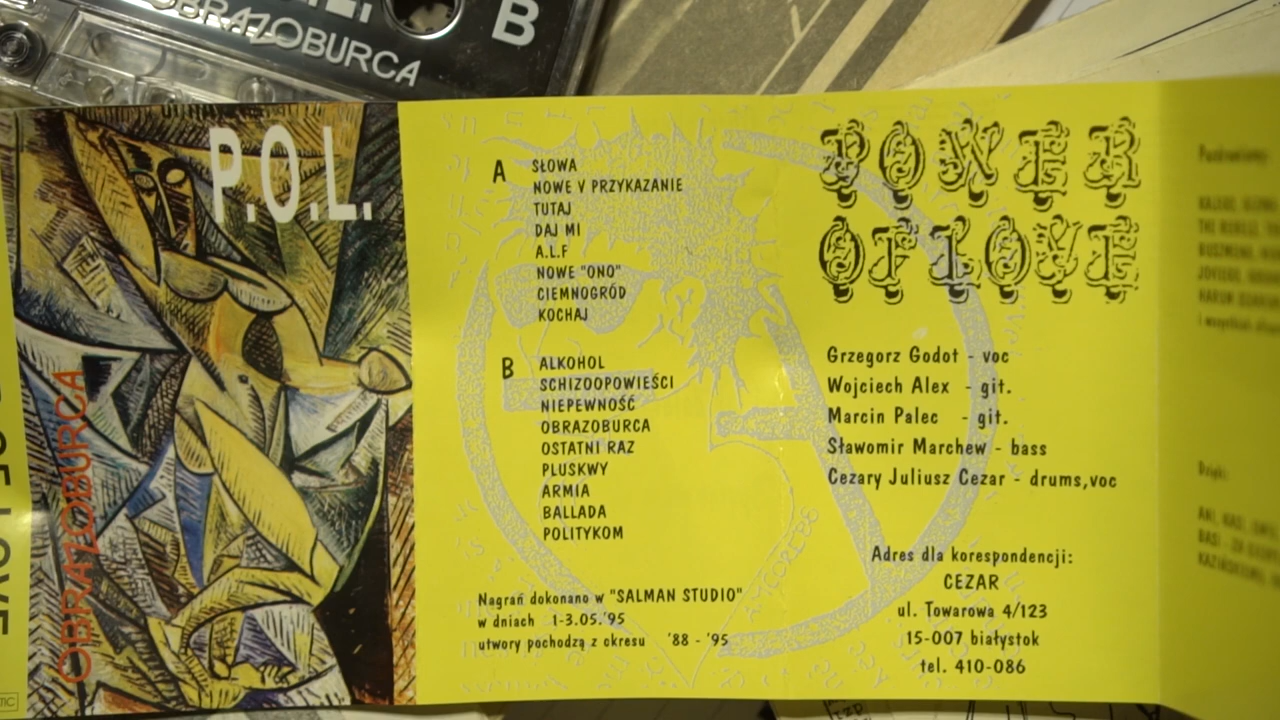 B
OBRAZOBURCA
P.O.L.
OBRAZOBURCA
A
SŁOWA
NOWE V PRZYKAZANIE
TUTAJ
DAJ MI
A.L.F
NOWE "ONO"
CIEMNOGRÓD
KOCHAJ
B
ALKOHOL
SCHIZOOPOWIEŚCI
NIEPEWNOŚĆ
OBRAZOBURCA
OSTATNI RAZ
PLUSKWY
ARMIA
BALLADA
POLITYKOM
Nagrań dokonano w "SALMAN STUDIO"
w dniach 1-3.05.'95
utwory pochodzą z okresu '88 - '95
POWER
OF LOVE
Grzegorz Godot - voc
Wojciech Alex - git.
Marcin Palec - git.
Sławomir Marchew - bass
Cezary Juliusz Cezar - drums,voc
Adres dla korespondencji:
CEZAR
ul. Towarowa 4/123
15-007 białystok
tel. 410-086